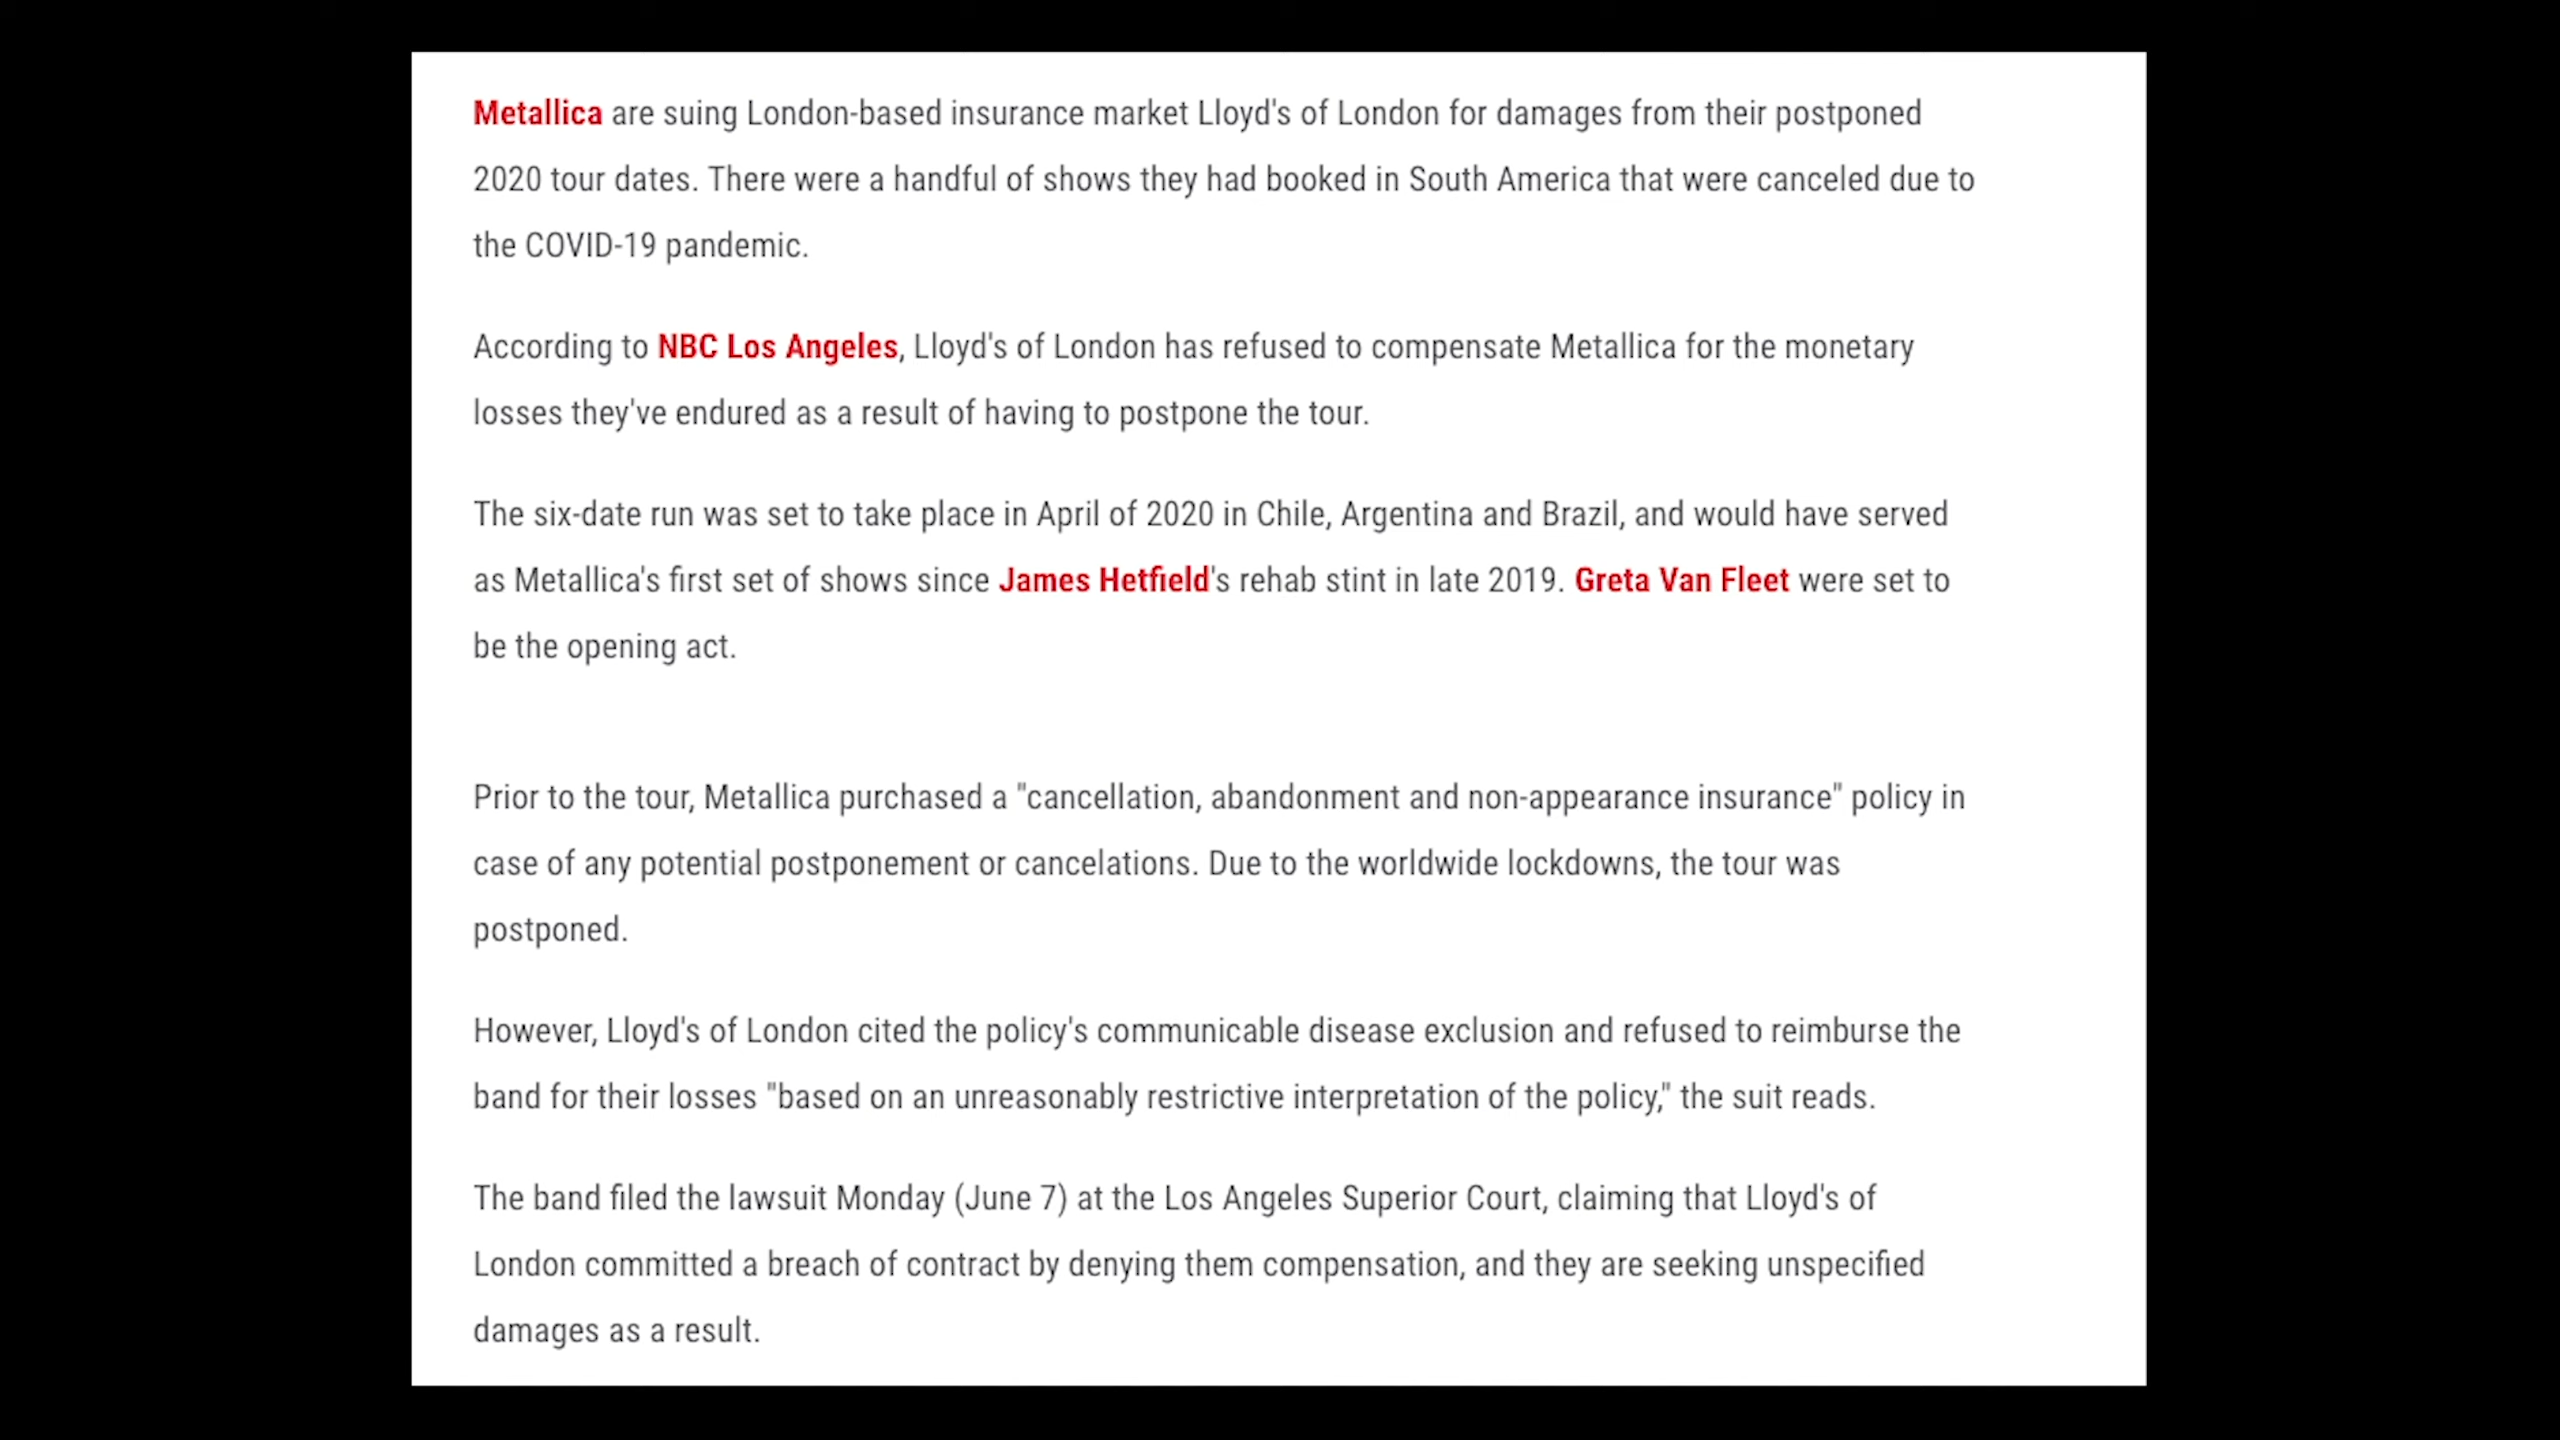 Metallica are suing London-based insurance market Lloyd's of London for damages from their postponed
2020 tour dates. There were a handful of shows they had booked in South America that were canceled due to
the COVID-19 pandemic.
According to NBC Los Angeles, Lloyd's of London has refused to compensate Metallica for the monetary
losses they've endured as a result of having to postpone the tour.
The six-date run was set to take place in April of 2020 in Chile, Argentina and Brazil, and would have served
as Metallica's first set of shows since James Hetfield's rehab stint in late 2019. Greta Van Fleet were set to
be the opening act.
Prior to the tour, Metallica purchased a "cancellation, abandonment and non-appearance insurance" policy in
case of any potential postponement or cancelations. Due to the worldwide lockdowns, the tour was
postponed.
However, Lloyd's of London cited the policy's communicable disease exclusion and refused to reimburse the
band for their losses "based on an unreasonably restrictive interpretation of the policy," the suit reads.
The band filed the lawsuit Monday (June 7) at the Los Angeles Superior Court, claiming that Lloyd's of
London committed a breach of contract by denying them compensation, and they are seeking unspecified
damages as a result.